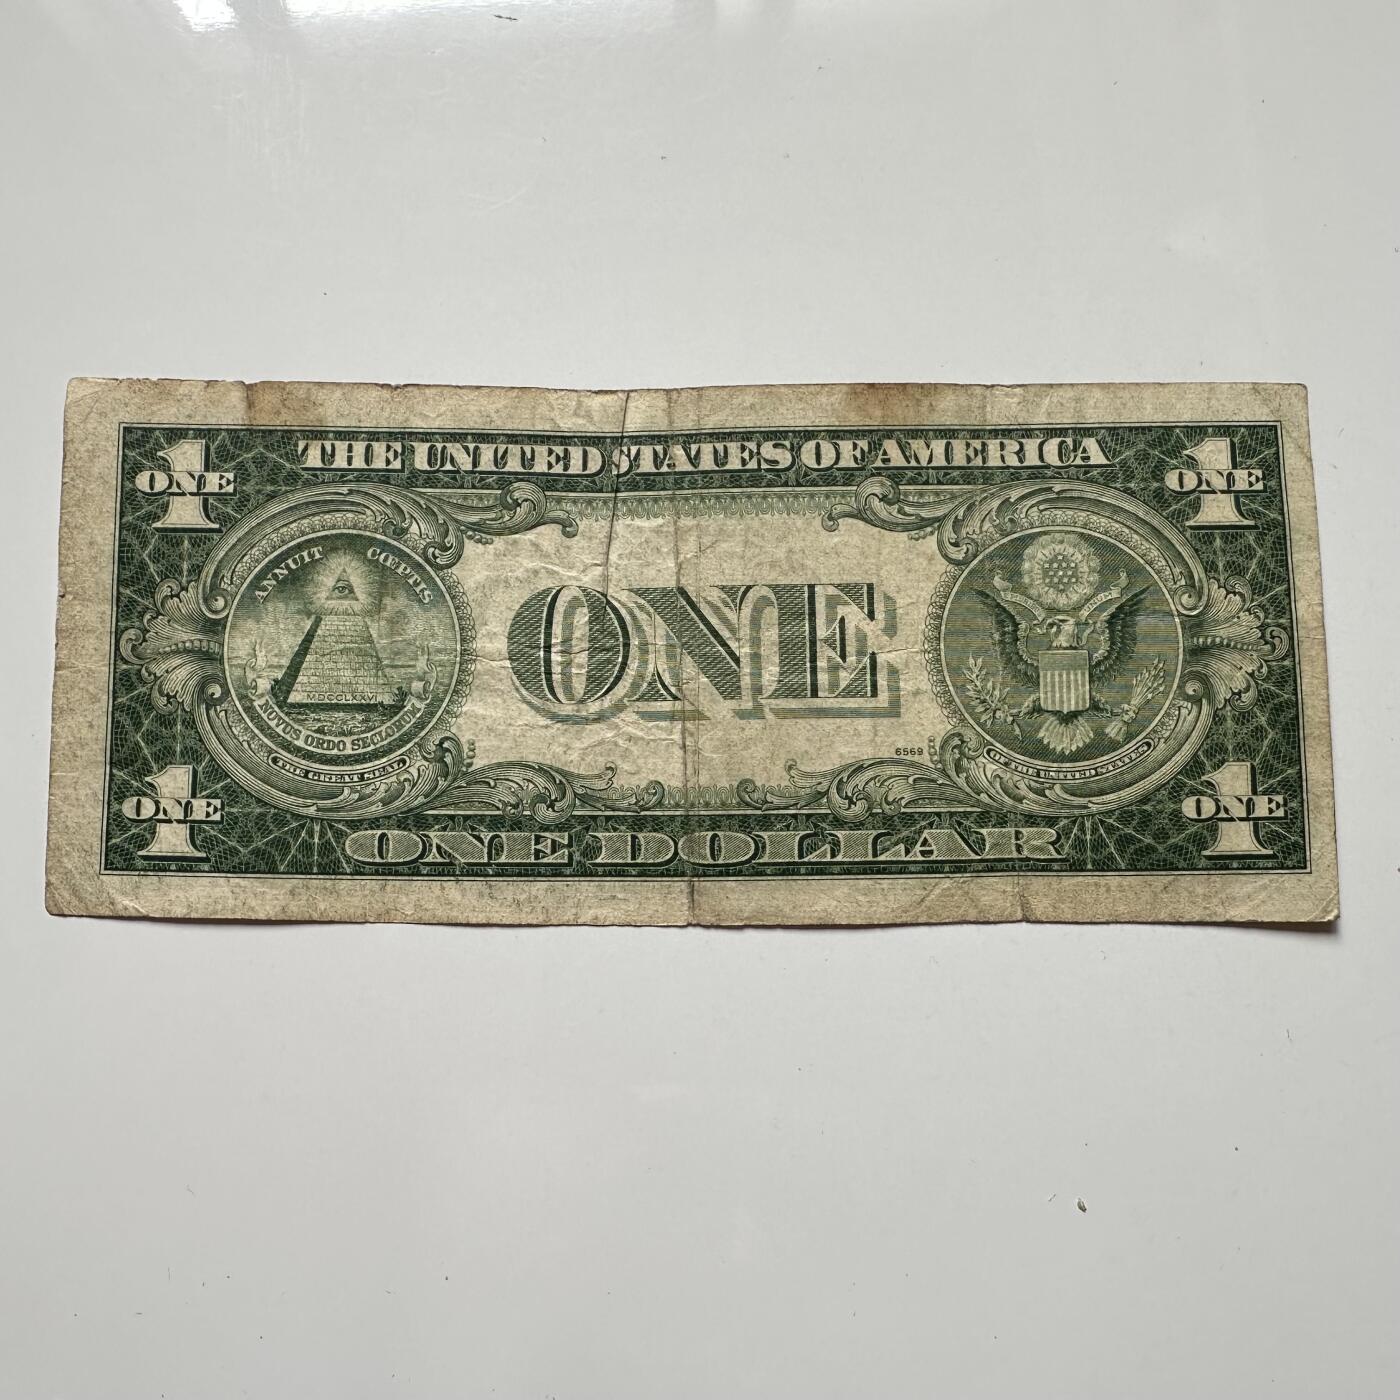 THE UNITED STATES OF AMERICA
1
ONE
1
ONE
ANNUIT CŒPTIS
MDCCLXXVI
NOVUS ORDO SECLORUM
THE GREAT SEAL
ONE
6569
OF THE UNITED STATES
1
ONE
1
ONE
ONE DOLLAR